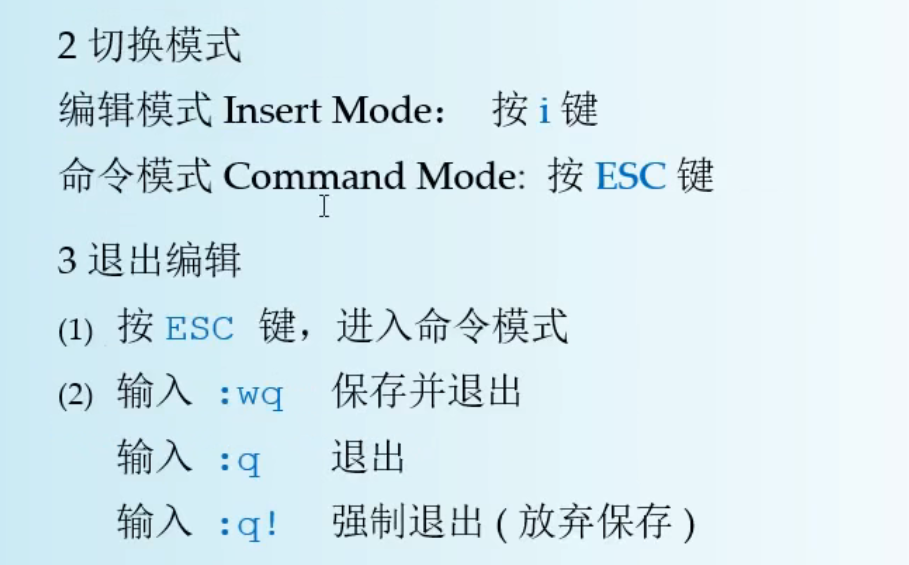 2 切换模式
编辑模式 Insert Mode： 按 i 键
命令模式 Command Mode: 按 ESC 键
3 退出编辑
(1) 按 ESC 键，进入命令模式
(2) 输入 :wq 保存并退出
输入 :q 退出
输入 :q! 强制退出 ( 放弃保存 )